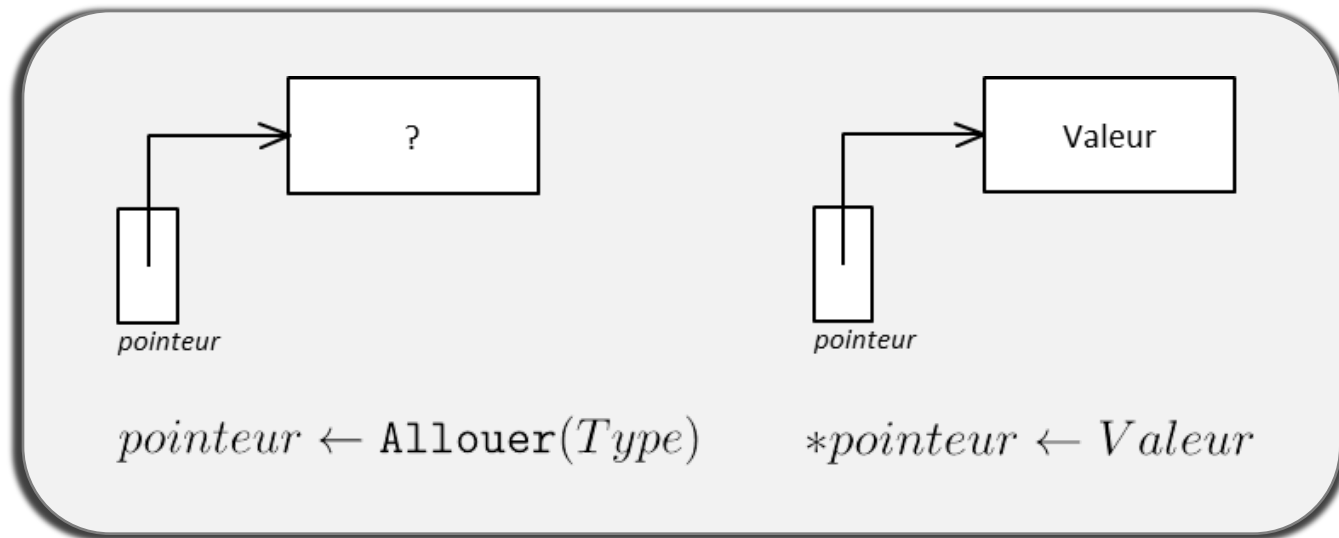 ?
Valeur
pointeur
pointeur
pointeur ← Allouer(Type)
*pointeur ← Valeur